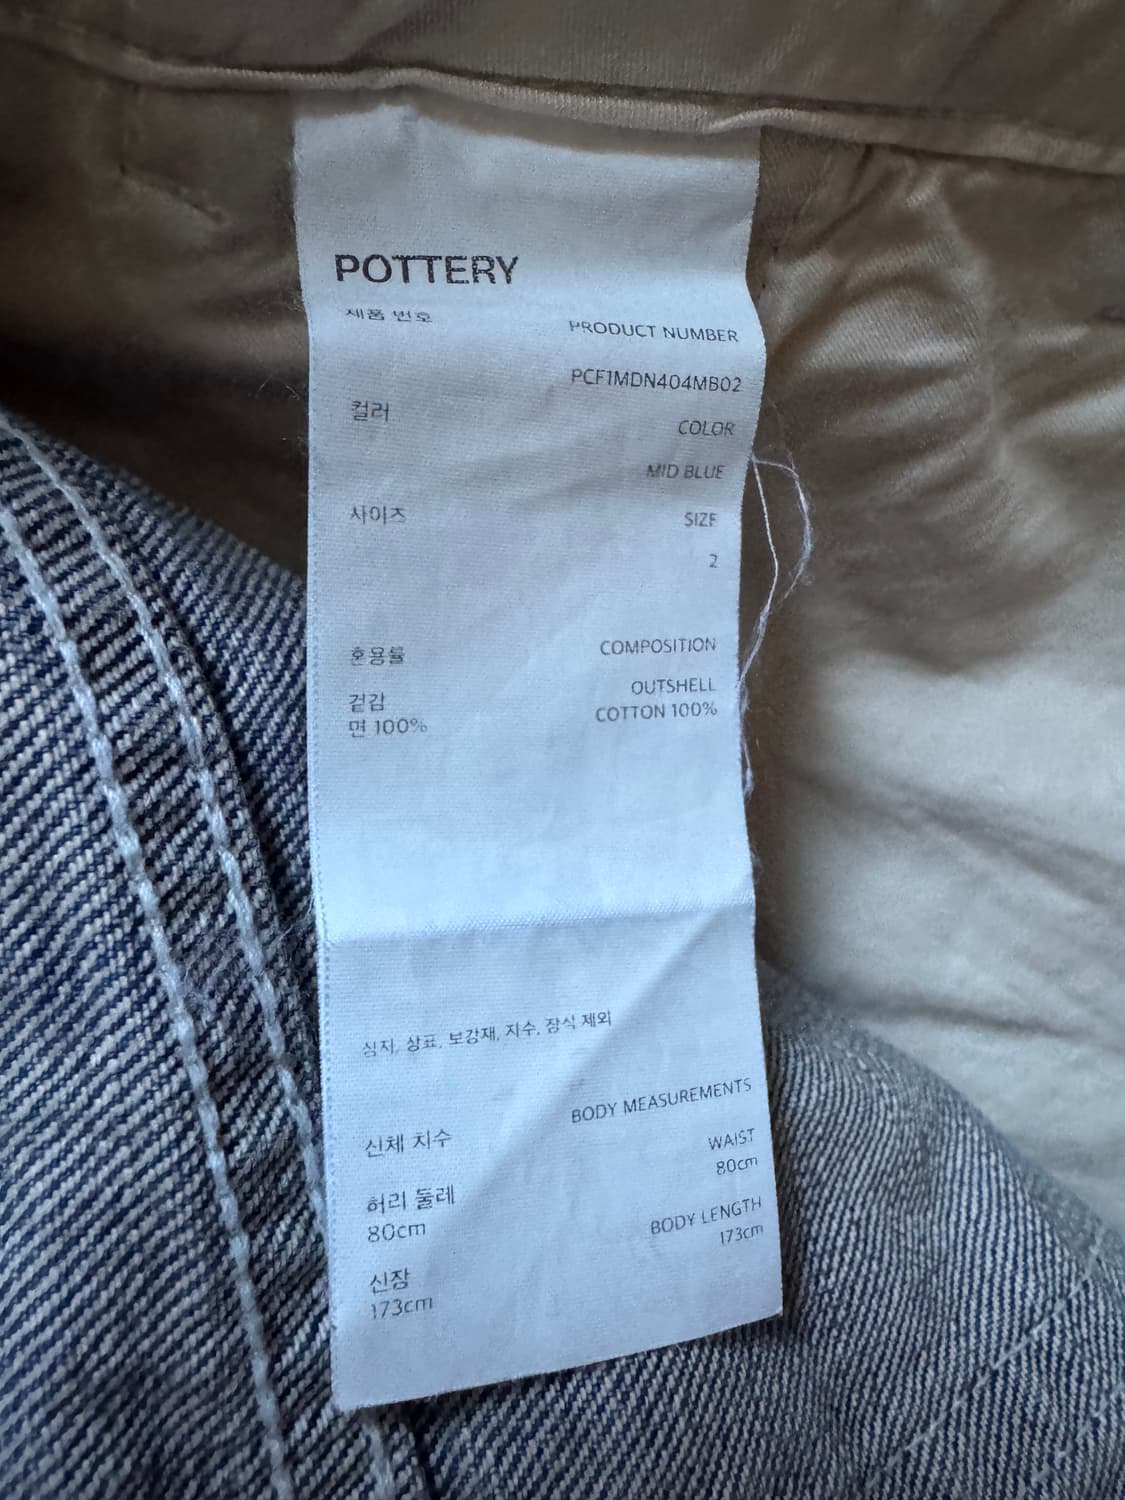 POTTERY
제품 번호
PRODUCT NUMBER
PCF1MDN404MB02
컬러
COLOR
MID BLUE
사이즈
SIZE
2
혼용률
COMPOSITION
겉감
OUTSHELL
면 100%
COTTON 100%
심지, 상표, 보강재, 지수, 장식 제외
신체 치수
BODY MEASUREMENTS
허리 둘레
WAIST
80cm
80cm
신장
BODY LENGTH
173cm
173cm